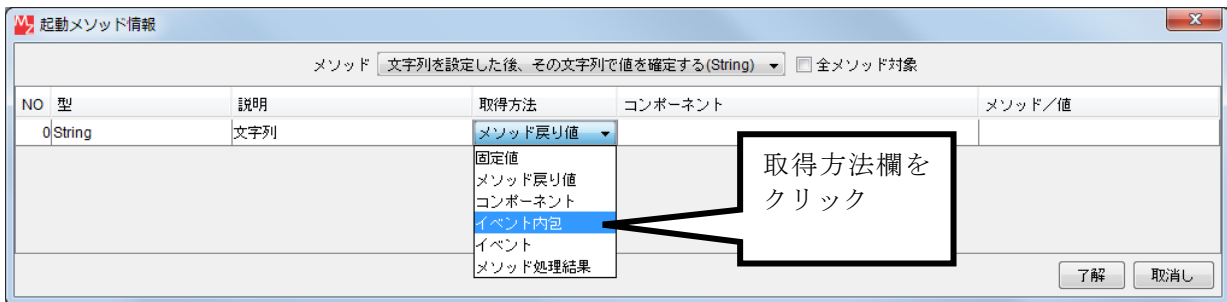 起動メソッド情報
メソッド 文字列を設定した後、その文字列で値を確定する(String) 全メソッド対象
NO 型 説明 取得方法 コンポーネント メソッド／値
0 String 文字列 メソッド戻り値
固定値
メソッド戻り値
コンポーネント
イベント内包
イベント
メソッド処理結果
取得方法欄を
クリック
了解 取消し